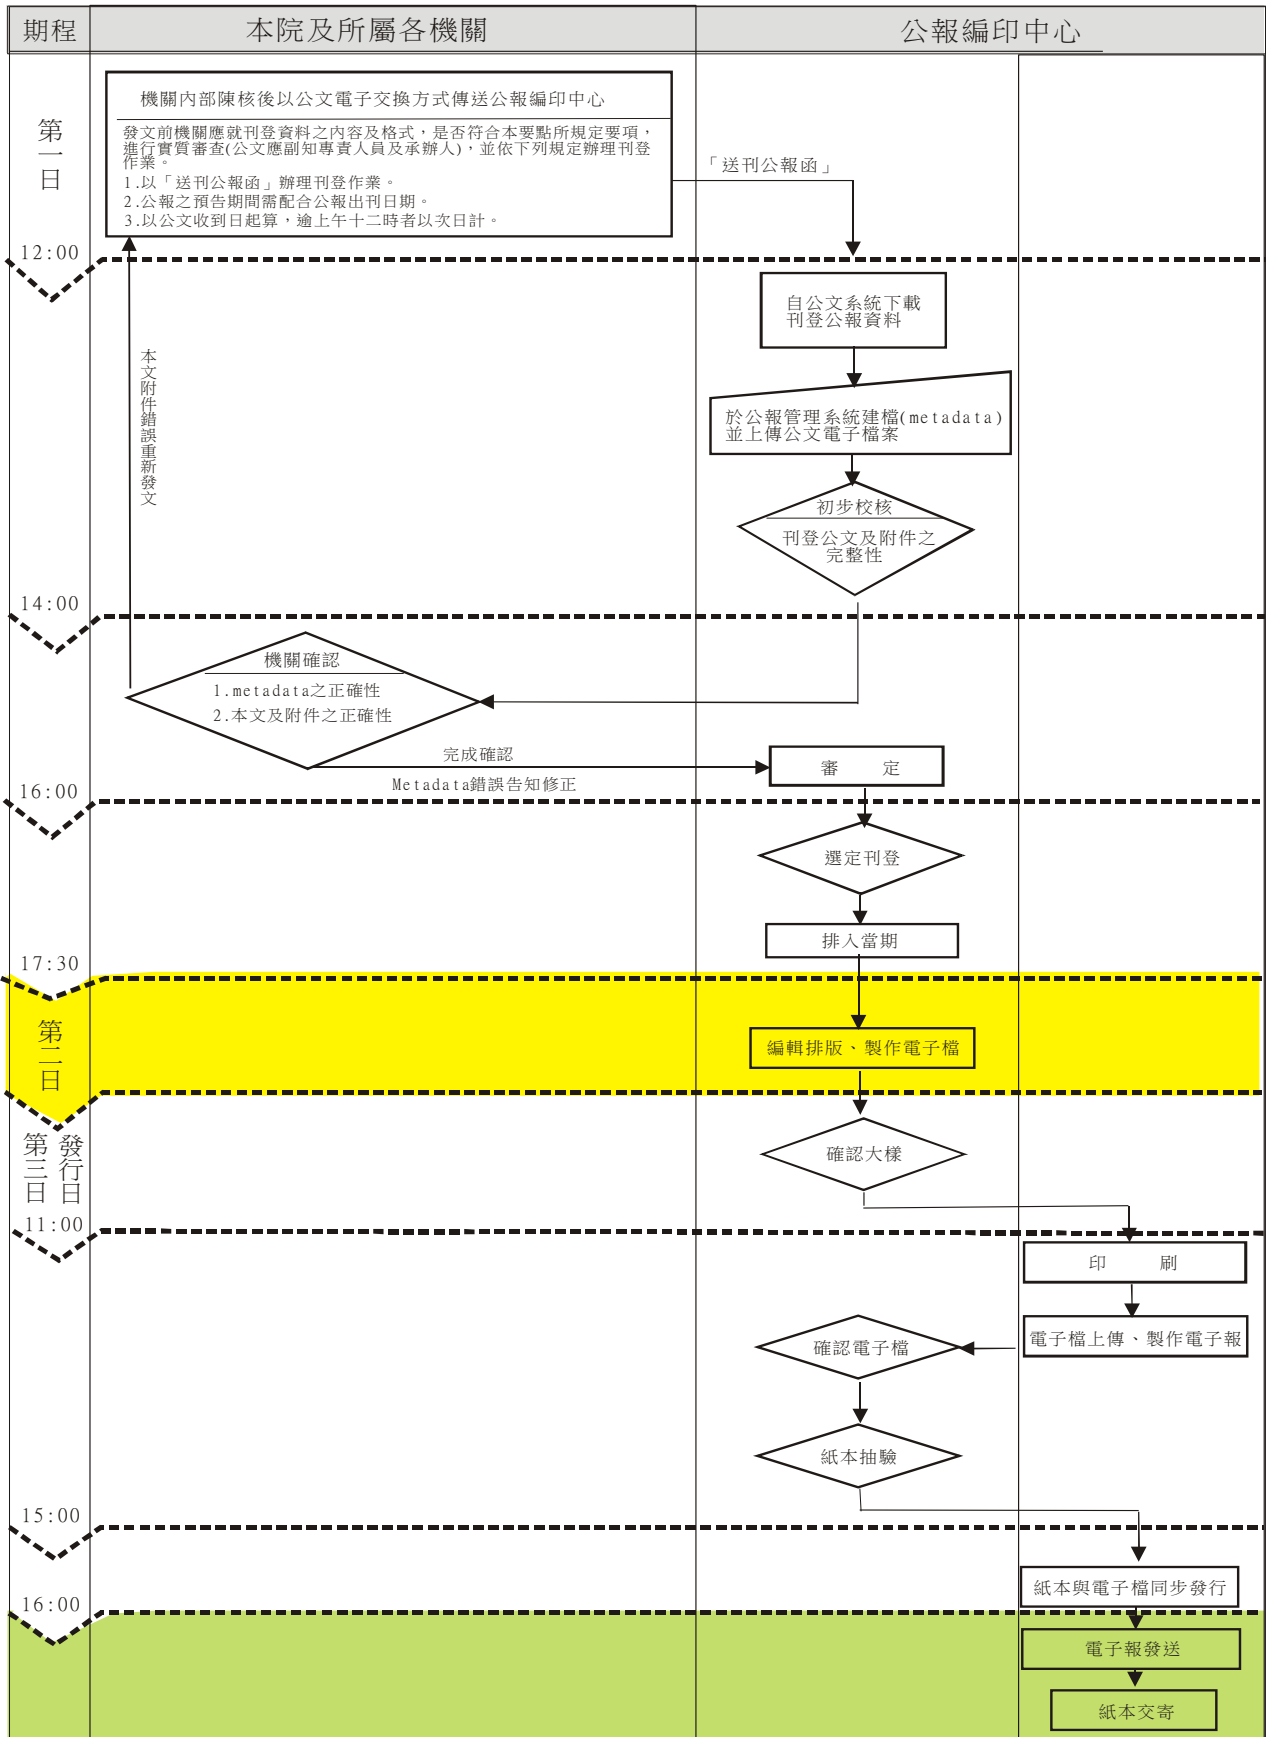 期程
本院及所屬各機關
公報編印中心
第一日
機關內部陳核後以公文電子交換方式傳送公報編印中心
發文前機關應就刊登資料之內容及格式，是否符合本要點所規定要項，
進行實質審查(公文應副知專責人員及承辦人)，並依下列規定辦理刊登
作業。
1.以「送刊公報函」辦理刊登作業。
2.公報之預告期間需配合公報出刊日期。
3.以公文收到日起算，逾上午十二時者以次日計。
「送刊公報函」
12:00
自公文系統下載
刊登公報資料
本文附件錯誤重新發文
於公報管理系統建檔(metadata)
並上傳公文電子檔案
初步校核
刊登公文及附件之
完整性
14:00
機關確認
1.metadata之正確性
2.本文及附件之正確性
完成確認
Metadata錯誤告知修正
審 定
16:00
選定刊登
排入當期
17:30
第二日
編輯排版、製作電子檔
第三日
發行日
確認大樣
11:00
印 刷
電子檔上傳、製作電子報
確認電子檔
紙本抽驗
15:00
紙本與電子檔同步發行
16:00
電子報發送
紙本交寄